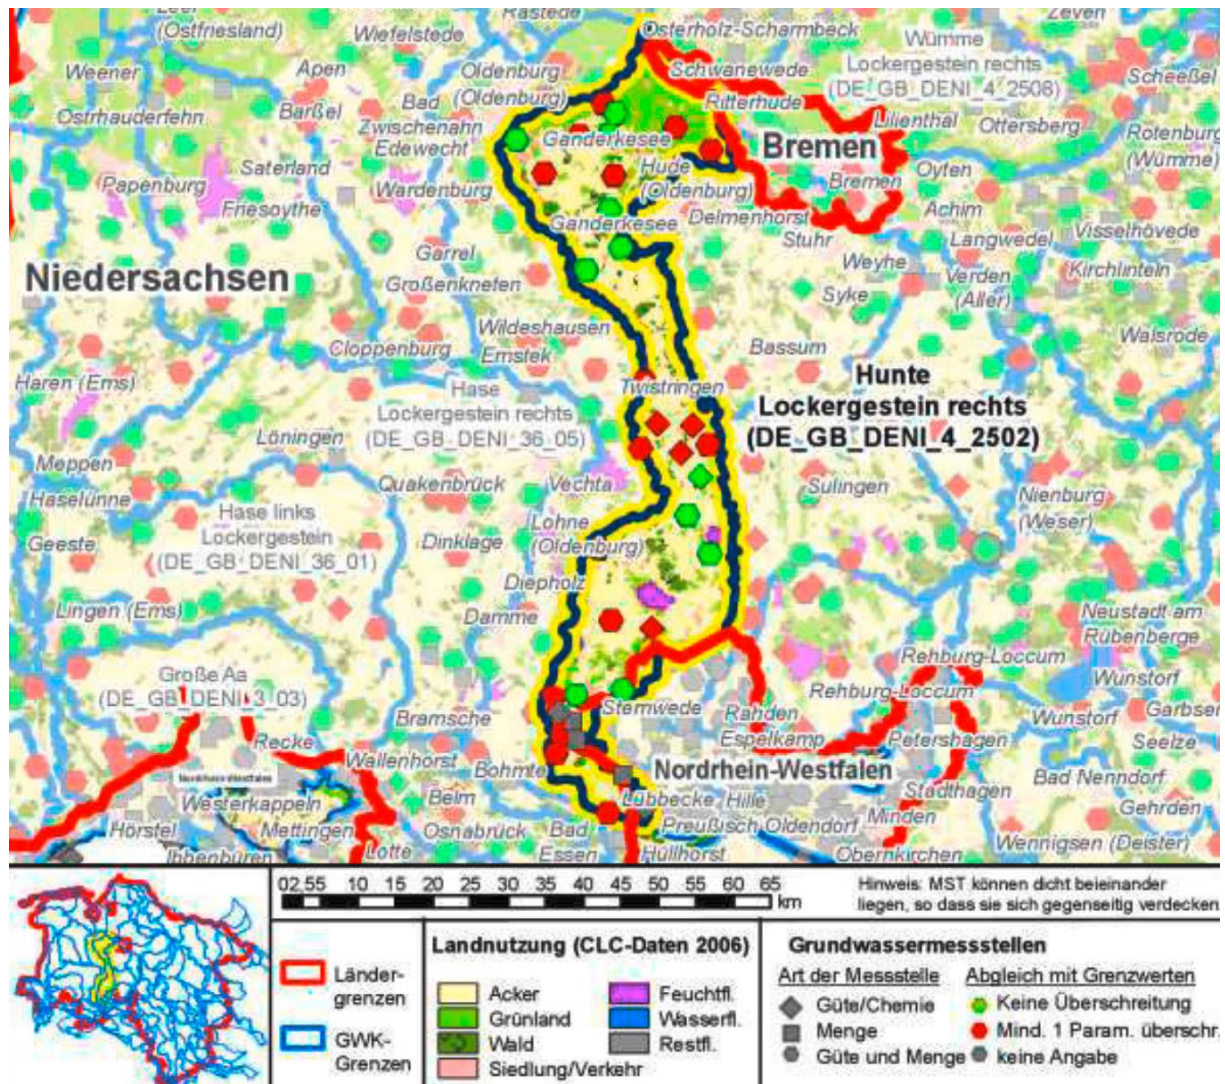 Leer
(Ostfriesland)
Wiefelstede
Rastede
Osterholz-Scharmbeck
Zeven
Wümme
Lockergestein rechts
(DE_GB_DENI_4_2508)
Weener
Apen
Oldenburg
(Oldenburg)
Schwanewede
Scheeßel
Ostrhauderfehn
Barßel
Bad
Zwischenahn
Edewecht
Ritterhude
Lilienthal
Ottersberg
Rotenburg
(Wümme)
Ganderkesee
Bremen
Saterland
Papenburg
Wardenburg
Hude
(Oldenburg)
Bremen
Oyten
Friesoythe
Ganderkesee
Delmenhorst
Achim
Stuhr
Langwedel
Visselhövede
Garrel
Weyhe
Verden
(Aller)
Kirchlinteln
Niedersachsen
Großenkneten
Syke
Wildeshausen
Walsrode
Cloppenburg
Emstek
Bassum
Haren (Ems)
Hase
Lockergestein rechts
(DE_GB_DENI_36_05)
Twistringen
Hunte
Lockergestein rechts
(DE_GB_DENI_4_2502)
Löningen
Meppen
Quakenbrück
Vechta
Sulingen
Haselünne
Nienburg
(Weser)
Hase links
Lockergestein
(DE_GB_DENI_36_01)
Lohne
(Oldenburg)
Geeste
Dinklage
Diepholz
Lingen (Ems)
Damme
Neustadt am
Rübenberge
Rehburg-Loccum
Große Aa
(DE_GB_DENI_3_03)
Rehburg-Loccum
Wunstorf
Bramsche
Stemwede
Rahden
Wunstorf
Garbsen
Recke
Espelkamp
Petershagen
Seelze
Wallenhorst
Bohmte
Nordrhein-Westfalen
Nordrhein-Westfalen
Bad Nenndorf
Westerkappeln
Belm
Lübbecke
Hille
Stadthagen
Gehrden
Hörstel
Mettingen
Osnabrück
Bad
Essen
Preußisch Oldendorf
Minden
Wennigsen (Deister)
Ibbenbüren
Lotte
Hüllhorst
Obernkirchen
02,55 10 15 20 25 30 35 40 45 50 55 60 65
km
Hinweis: MST können dicht beieinander
liegen, so dass sie sich gegenseitig verdecken
Länder-
grenzen
GWK-
Grenzen
Landnutzung (CLC-Daten 2006)
Acker
Grünland
Wald
Siedlung/Verkehr
Feuchtfl.
Wasserfl.
Restfl.
Grundwassermessstellen
Art der Messstelle
Güte/Chemie
Menge
Güte und Menge
Abgleich mit Grenzwerten
Keine Überschreitung
Mind. 1 Param. überschr.
keine Angabe